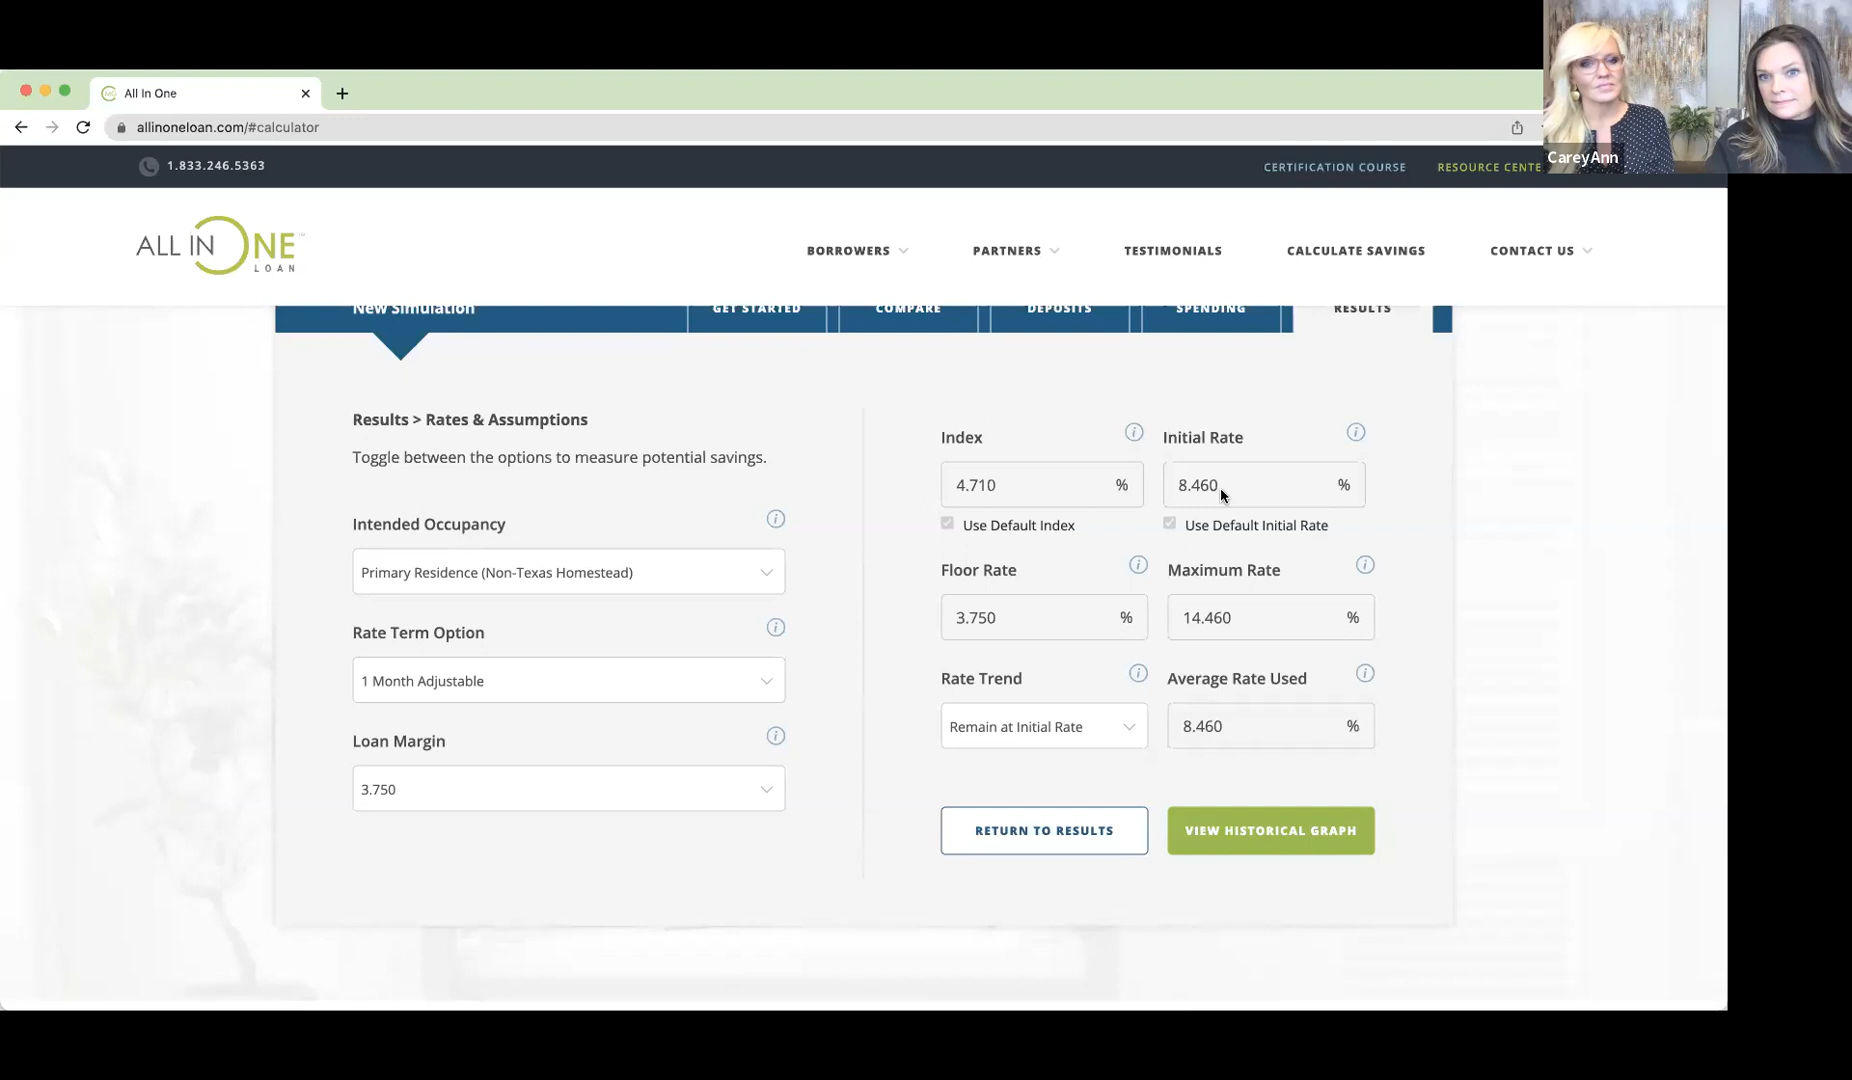 All In One
allinoneloan.com/#calculator
1.833.246.5363
CERTIFICATION COURSE
RESOURCE CENTE
CareyAnn
ALL IN ONE
LOAN
BORROWERS
PARTNERS
TESTIMONIALS
CALCULATE SAVINGS
CONTACT US
New Simulation
GET STARTED
COMPARE
DEPOSITS
SPENDING
RESULTS
Results > Rates & Assumptions
Toggle between the options to measure potential savings.
Intended Occupancy
Primary Residence (Non-Texas Homestead)
Rate Term Option
1 Month Adjustable
Loan Margin
3.750
Index
Initial Rate
4.710 %
8.460 %
Use Default Index
Use Default Initial Rate
Floor Rate
Maximum Rate
3.750 %
14.460 %
Rate Trend
Average Rate Used
Remain at Initial Rate
8.460 %
RETURN TO RESULTS
VIEW HISTORICAL GRAPH